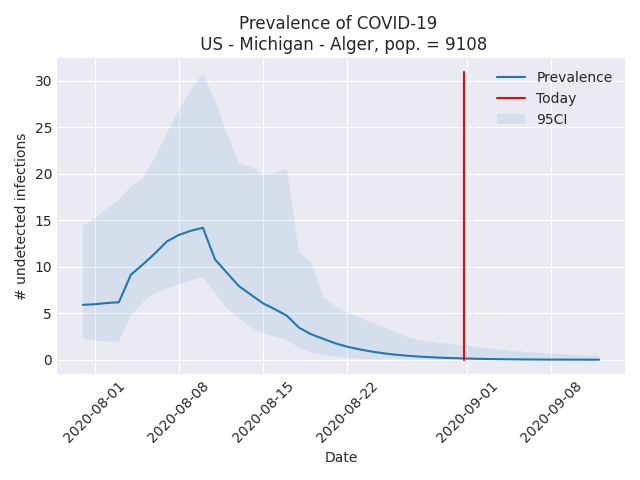 Prevalence of COVID-19
US - Michigan - Alger, pop. = 9108
Prevalence
Today
95CI
# undetected infections
30
25
20
15
10
5
0
2020-08-01
2020-08-08
2020-08-15
2020-08-22
2020-09-01
2020-09-08
Date